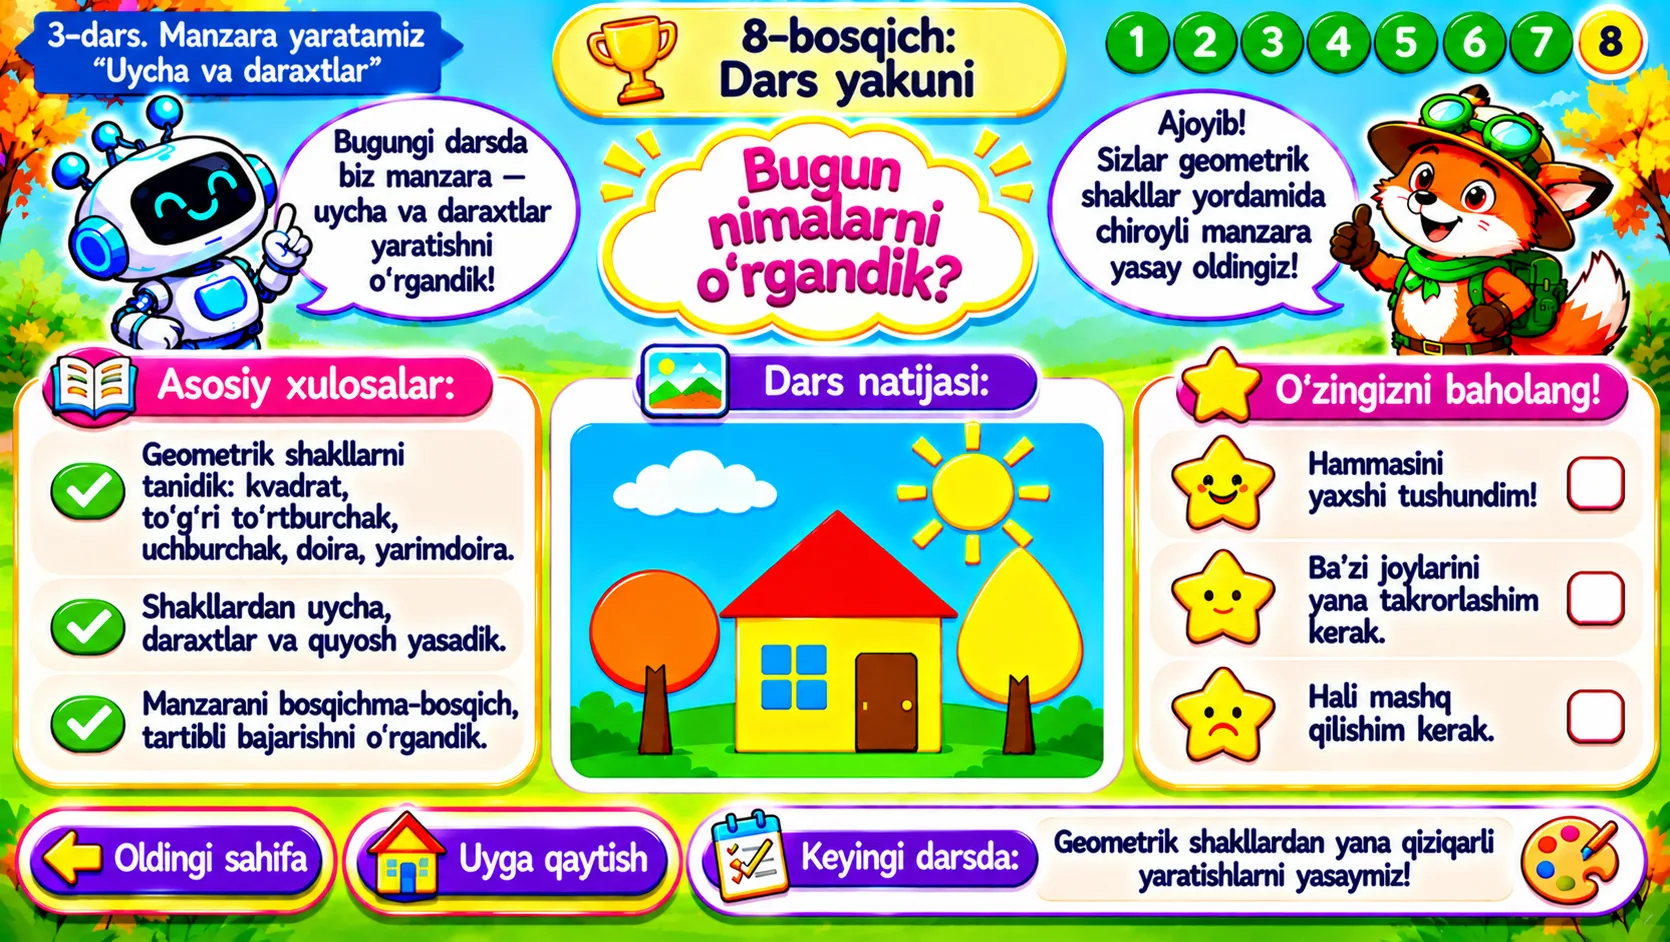 3-dars. Manzara yaratamiz
“Uycha va daraxtlar”
8-bosqich:
Dars yakuni
1 2 3 4 5 6 7 8
Bugungi darsda
biz manzara –
uycha va daraxtlar
yaratishni
o‘rgandik!
Bugun
nimalarni
o‘rgandik?
Ajoyib!
Sizlar geometrik
shakllar yordamida
chiroyli manzara
yasay oldingiz!
Asosiy xulosalar:
Geometrik shakllarni
tanidik: kvadrat,
to‘g‘ri to‘rtburchak,
uchburchak, doira, yarimdoira.
Shakllardan uycha,
daraxtlar va quyosh yasadik.
Manzarani bosqichma-bosqich,
tartibli bajarishni o‘rgandik.
Dars natijasi:
O‘zingizni baholang!
Hammasini
yaxshi tushundim!
Ba’zi joylarini
yana takrorlashim
kerak.
Hali mashq
qilishim kerak.
Oldingi sahifa
Uyga qaytish
Keyingi darsda:
Geometrik shakllardan yana qiziqarli
yaratishlarni yasaymiz!